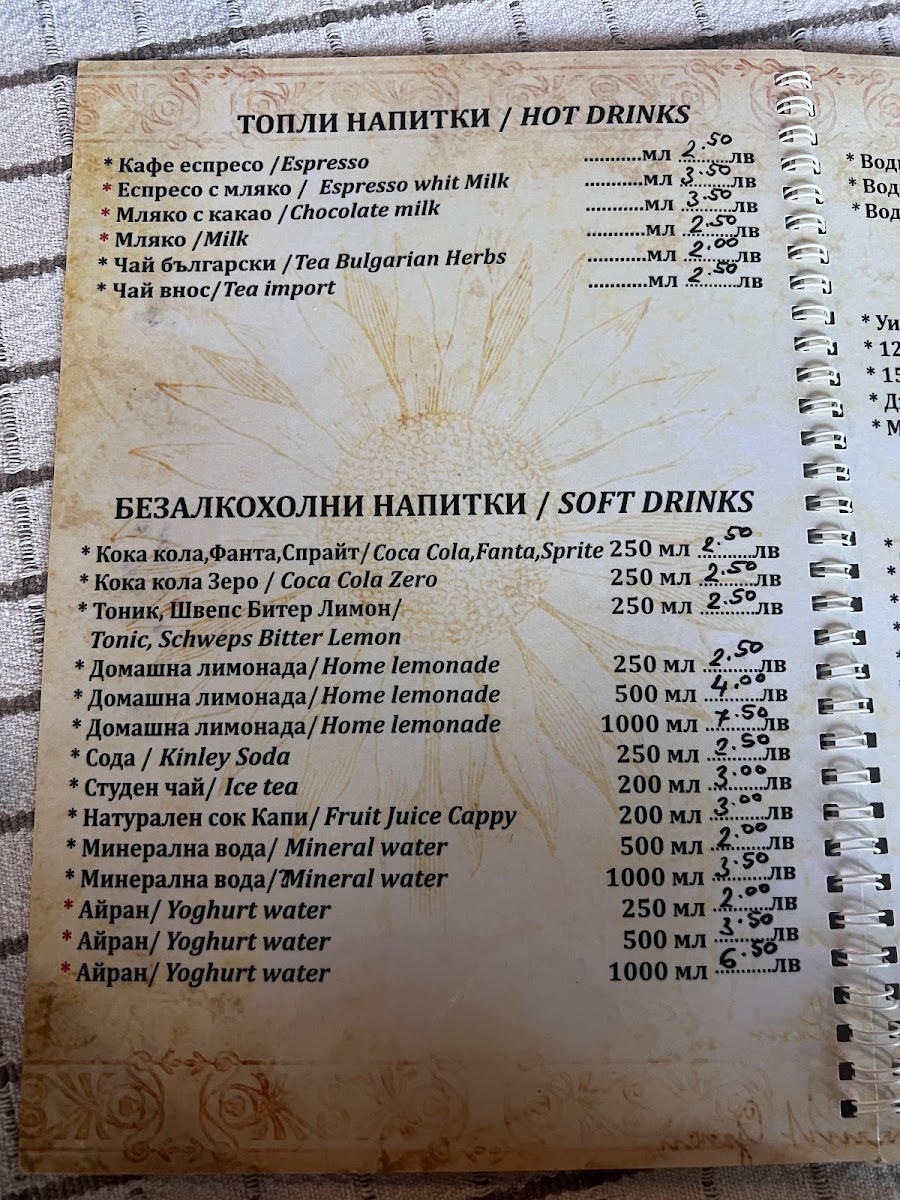 ТОПЛИ НАПИТКИ / HOT DRINKS
* Кафе еспресо /Espresso ...........мл 2.50 лв
* Еспресо с мляко / Espresso whit Milk ...........мл 3.50 лв
* Мляко с какао /Chocolate milk ...........мл 3.50 лв
* Мляко /Milk ...........мл 2.50 лв
* Чай български /Tea Bulgarian Herbs ...........мл 2.00 лв
* Чай внос/Tea import ...........мл 2.50 лв
БЕЗАЛКОХОЛНИ НАПИТКИ / SOFT DRINKS
* Кока кола,Фанта,Спрайт/Coca Cola,Fanta,Sprite 250 мл 2.50 лв
* Кока кола Зеро / Coca Cola Zero 250 мл 2.50 лв
* Тоник, Швепс Битер Лимон/ 250 мл 2.50 лв
Tonic, Schweps Bitter Lemon
* Домашна лимонада/Home lemonade 250 мл 2.50 лв
* Домашна лимонада/Home lemonade 500 мл 4.00 лв
* Домашна лимонада/Home lemonade 1000 мл 7.50 лв
* Сода / Kinley Soda 250 мл 2.50 лв
* Студен чай/ Ice tea 200 мл 3.00 лв
* Натурален сок Капи/ Fruit Juice Cappy 200 мл 3.00 лв
* Минерална вода/ Mineral water 500 мл 2.00 лв
* Минерална вода/?Mineral water 1000 мл 3.50 лв
* Айран/ Yoghurt water 250 мл 2.00 лв
* Айран/ Yoghurt water 500 мл 3.50 лв
* Айран/ Yoghurt water 1000 мл 6.50 лв
* Вод
* Вод
* Вод
* Уи
* 12
* 15